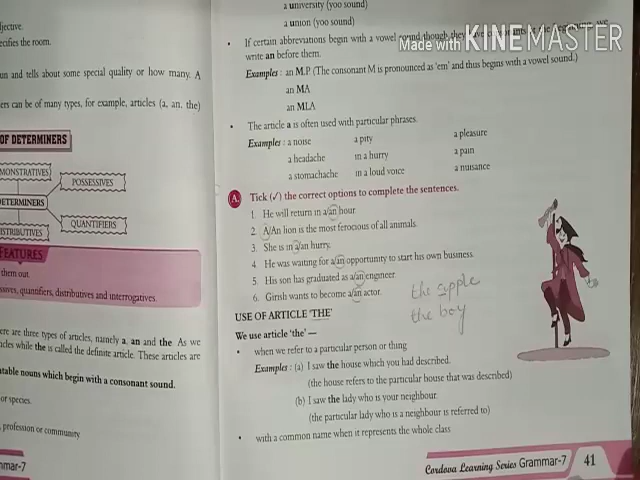 djective.
ecifies the room.
un and tells about some special quality or how many. A
ers can be of many types, for example, articles (a, an, the)
OF DETERMINERS
MONSTRATIVES
POSSESSIVES
DETERMINERS
QUANTIFIERS
ISTRIBUTIVES
FEATURES
them out.
ssives, quantifiers, distributives and interrogatives.
ere are three types of articles, namely a, an and the. As we
cles while the is called the definite article. These articles are
ntable nouns which begin with a consonant sound.
or species.
, profession or community
mmar-7
a university (yoo sound)
a union (yoo sound)
• If certain abbreviations begin with a vowel sound though they
write an before them.
Examples : an M.P (The consonant M is pronounced as 'em' and thus begins with a vowel sound.)
an MA
an MLA
• The article a is often used with particular phrases.
Examples : a noise a pity a pleasure
a headache in a hurry a pain
a stomachache in a loud voice a nuisance
A. Tick (✓) the correct options to complete the sentences.
1. He will return in a/an hour
2. A/An lion is the most ferocious of all animals.
3. She is in a/an hurry.
4. He was waiting for a/an opportunity to start his own business.
5. His son has graduated as a/an engineer.
6. Girish wants to become a/an actor.
the apple
the boy
USE OF ARTICLE 'THE'
We use article 'the'—
• when we refer to a particular person or thing
Examples : (a) I saw the house which you had described.
(the house refers to the particular house that was described)
(b) I saw the lady who is your neighbour.
(the particular lady who is a neighbour is referred to)
• with a common name when it represents the whole class
Cordova Learning Series Grammar-7 41
Made with KINEMASTER